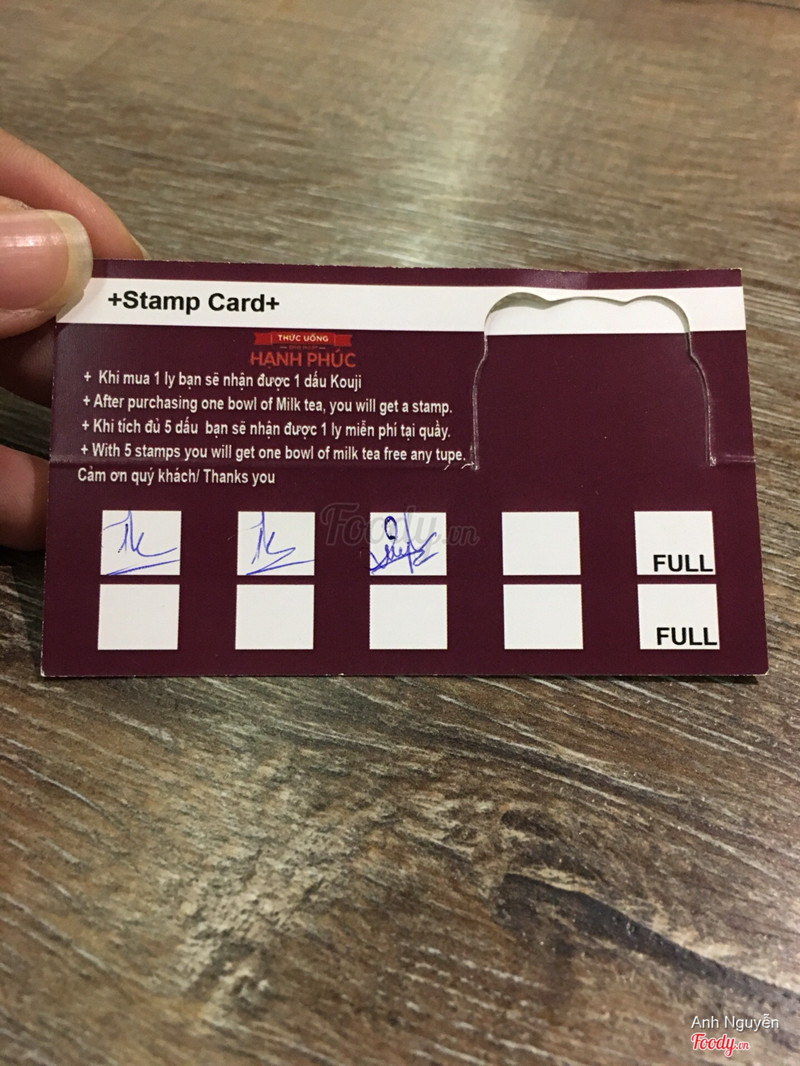 +Stamp Card+
THỨC UỐNG
HẠNH PHÚC
+ Khi mua 1 ly bạn sẽ nhận được 1 dấu Kouji
+ After purchasing one bowl of Milk tea, you will get a stamp.
+ Khi tích đủ 5 dấu bạn sẽ nhận được 1 ly miễn phí tại quầy.
+ With 5 stamps you will get one bowl of milk tea free any tupe.
Cảm ơn quý khách/ Thanks you
Foody.vn
FULL
FULL
Anh Nguyễn
Foody.vn